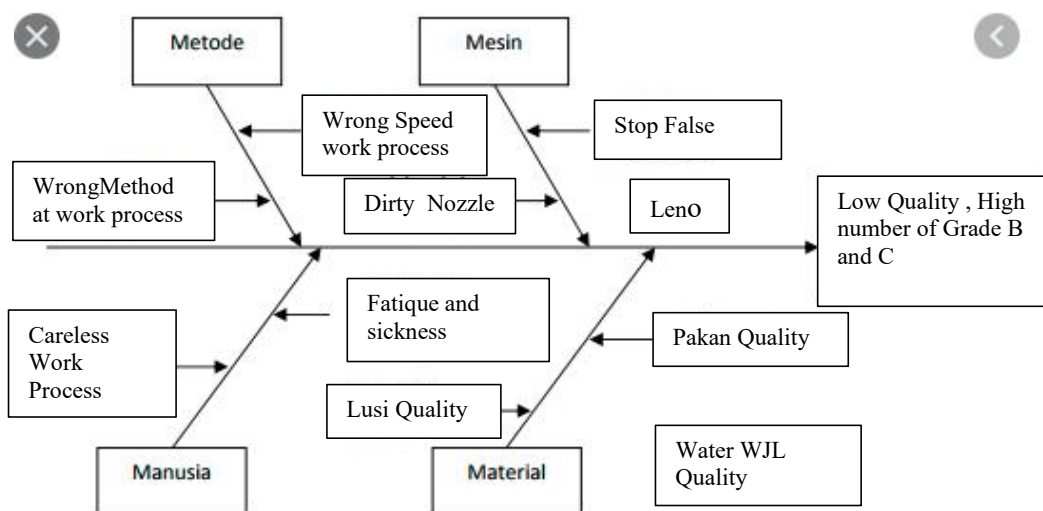 Metode
Mesin
Wrong Speed
work process
Stop False
WrongMethod
at work process
Dirty Nozzle
Leno
Low Quality , High
number of Grade B
and C
Careless
Work
Process
Fatique and
sickness
Pakan Quality
Lusi Quality
Manusia
Material
Water WJL
Quality